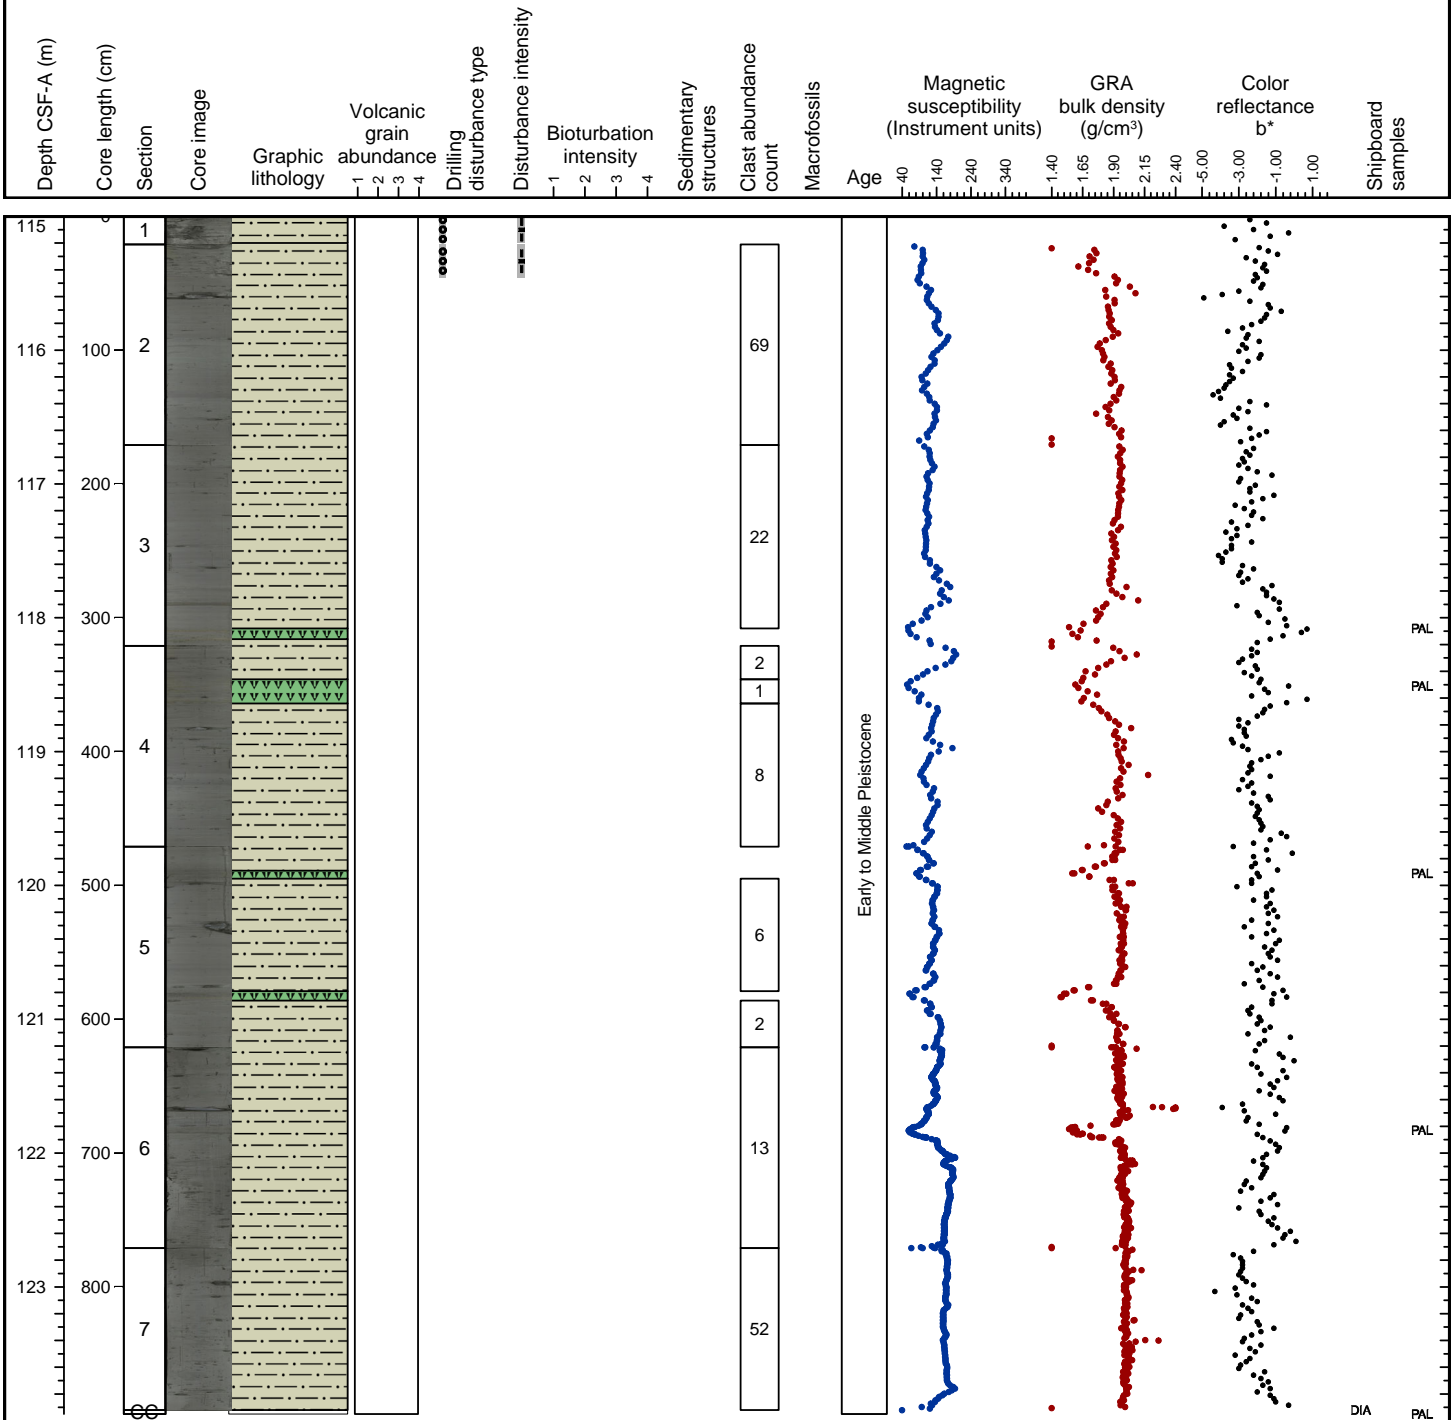 Depth CSF-A (m)
Core length (cm)
Section
Core image
Graphic
lithology
Volcanic
grain
abundance
1 2 3 4
Drilling
disturbance type
Disturbance intensity
Bioturbation
intensity
1 2 3 4
Sedimentary
structures
Clast abundance
count
Macrofossils
Age
Magnetic
susceptibility
(Instrument units)
40 140 240 340
GRA
bulk density
(g/cm³)
1.40 1.65 1.90 2.15 2.40
Color
reflectance
b*
-5.00 -3.00 -1.00 1.00
Shipboard
samples
115 0 1
116 100 2 69
117 200
3 22
118 300 PAL
2
1 PAL
119 400 4 8
120 500 PAL
5 6
121 600 2
122 700 6 13 PAL
123 800
7 52
CC DIA PAL
Early to Middle Pleistocene